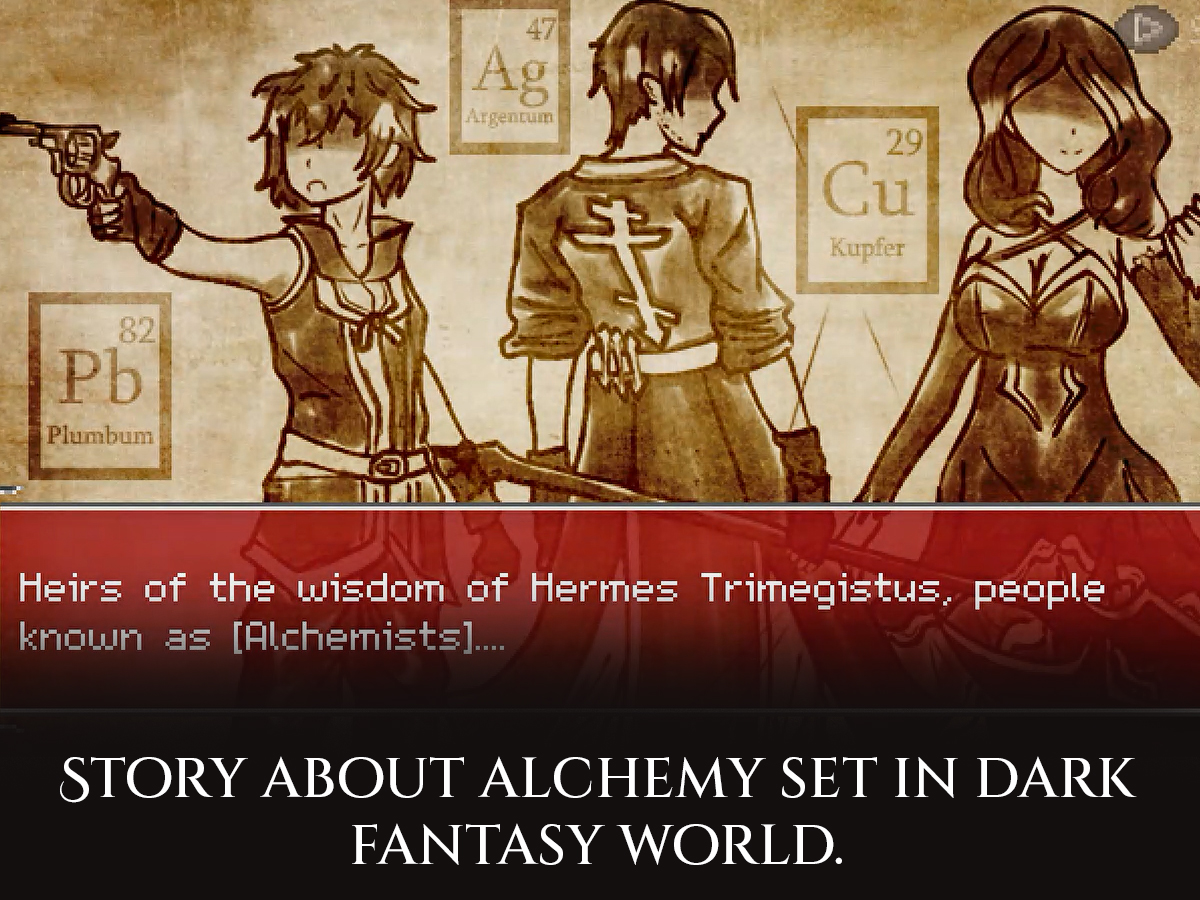 47
Ag
Argentum
29
Cu
Kupfer
82
Pb
Plumbum
Heirs of the wisdom of Hermes Trimegistus, people
known as [Alchemists]....
STORY ABOUT ALCHEMY SET IN DARK
FANTASY WORLD.